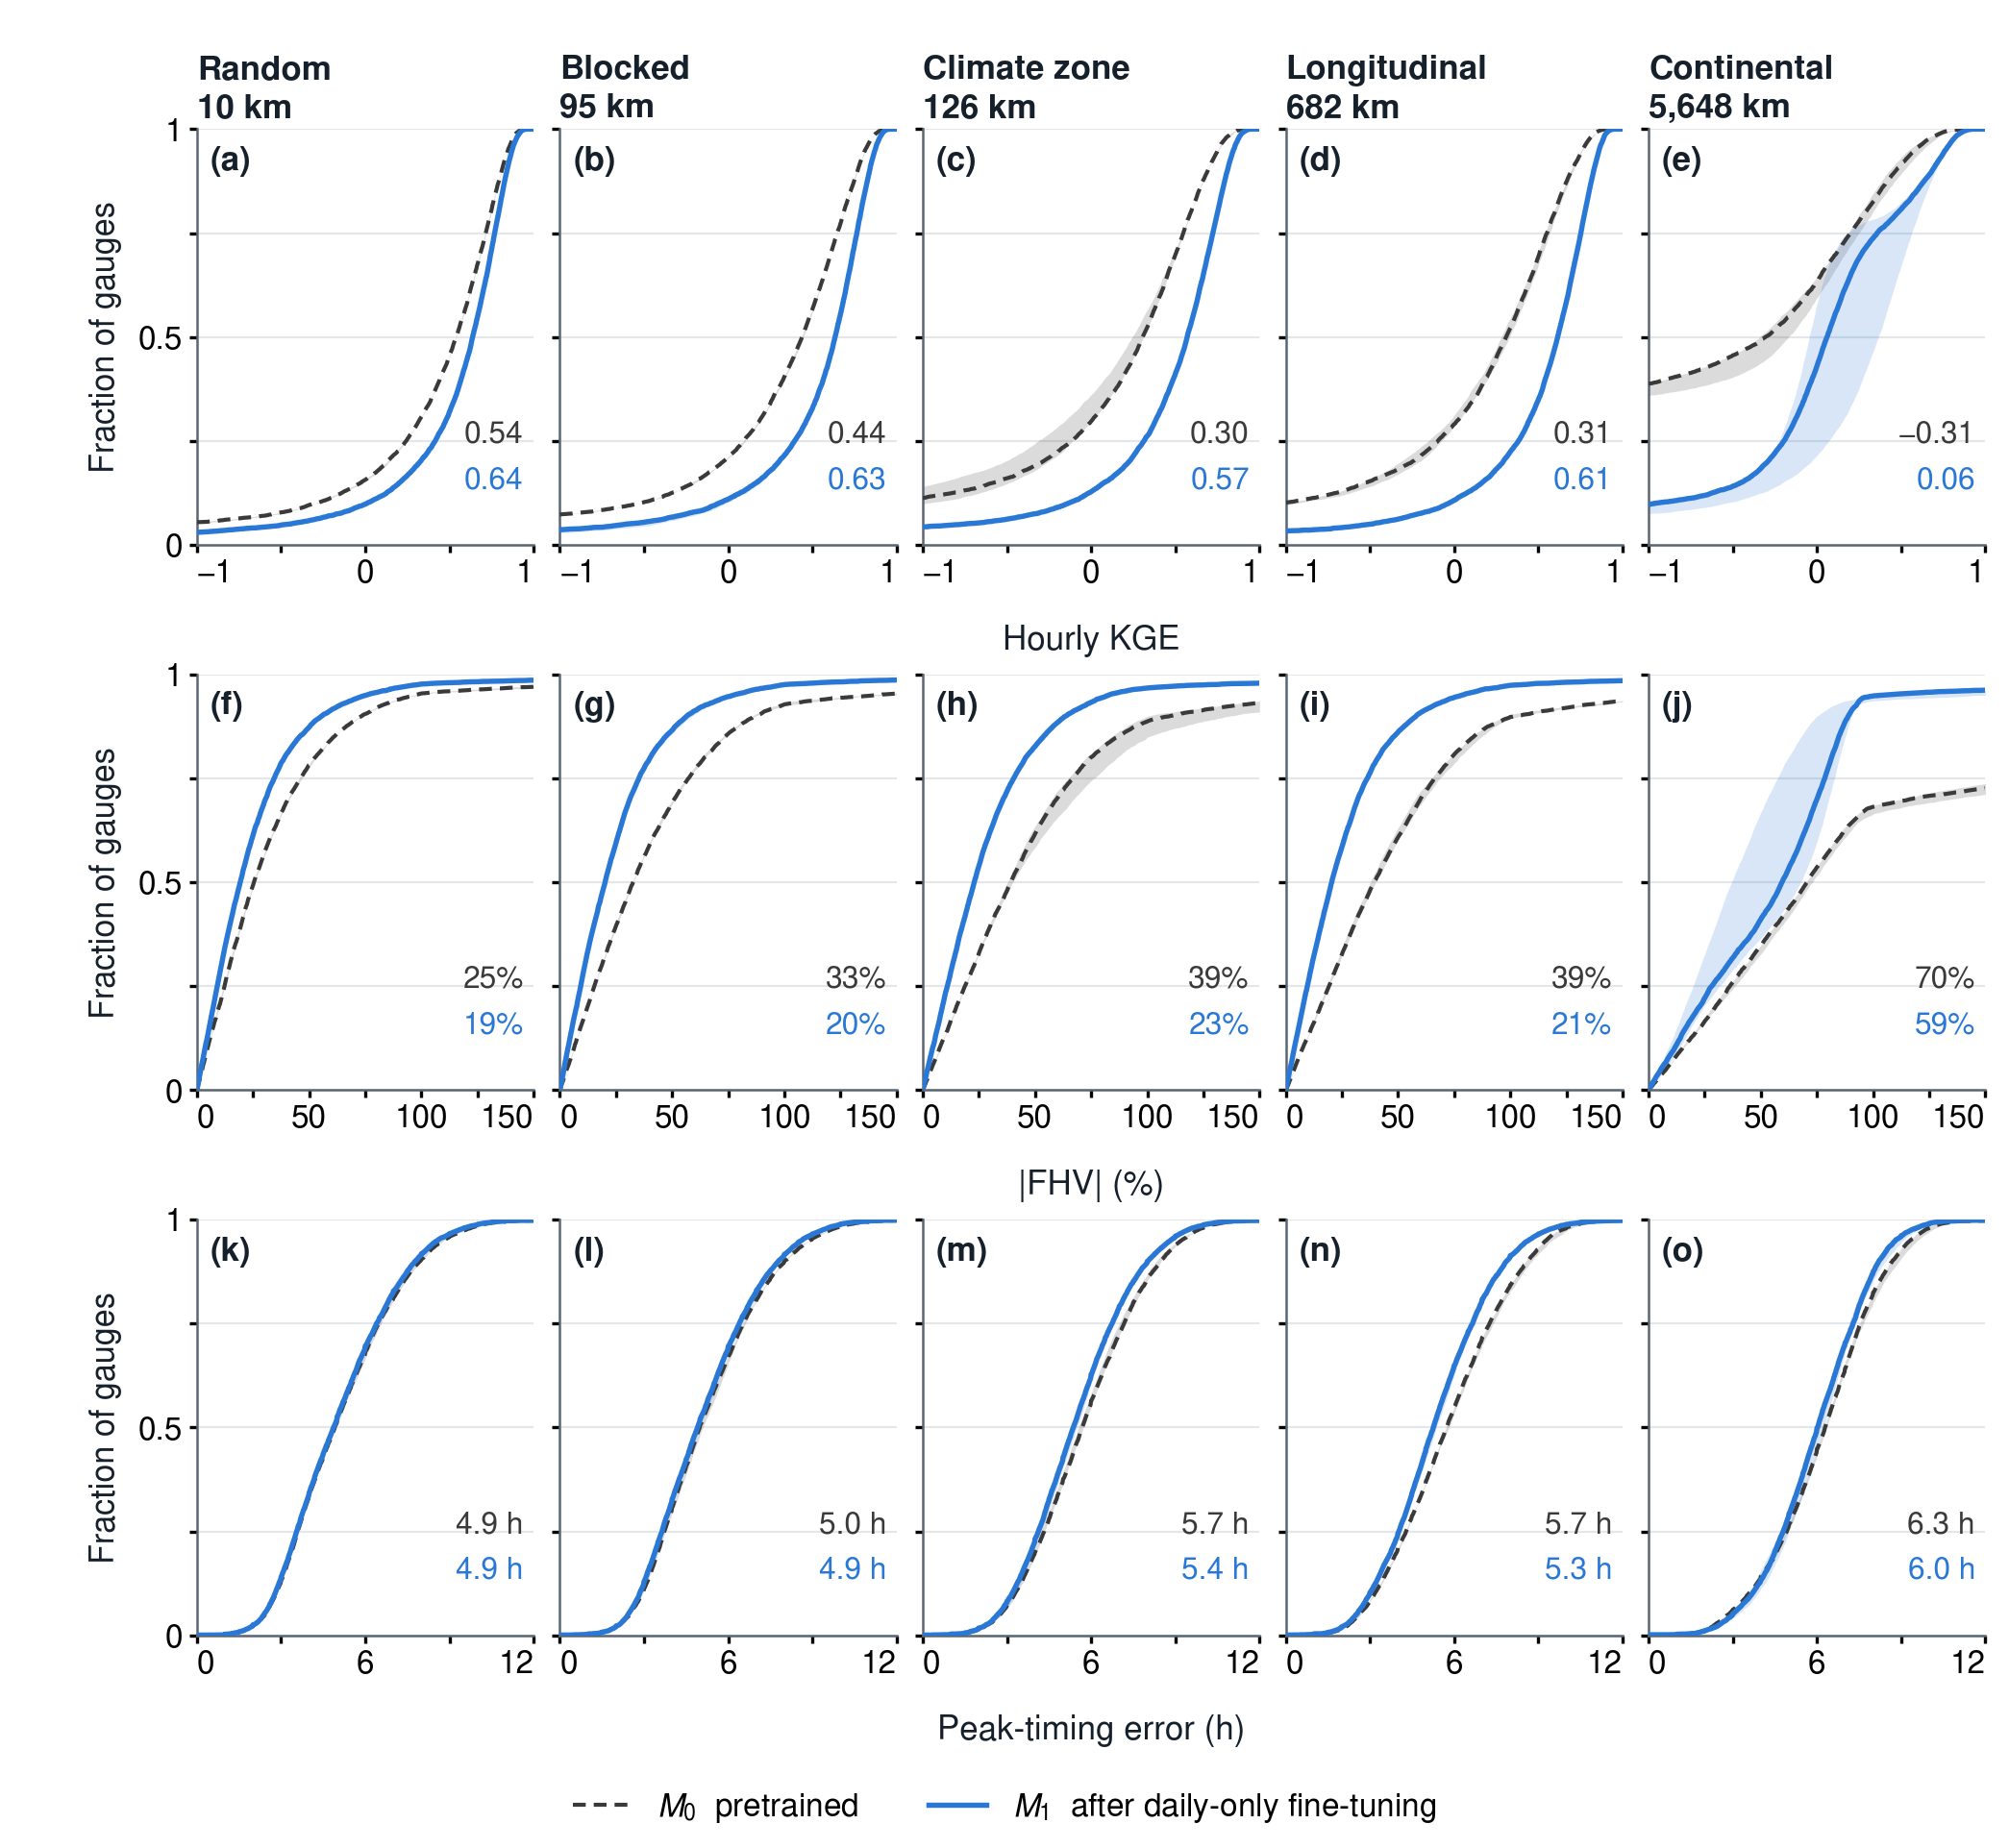 Random Blocked Climate zone Longitudinal Continental
10 km 95 km 126 km 682 km 5,648 km
Fraction of gauges
1
0.5
0
(a)
0.54
0.64
−1 0 1
(b)
0.44
0.63
−1 0 1
(c)
0.30
0.57
−1 0 1
(d)
0.31
0.61
−1 0 1
(e)
−0.31
0.06
−1 0 1
Hourly KGE
Fraction of gauges
1
0.5
0
(f)
25%
19%
0 50 100 150
(g)
33%
20%
0 50 100 150
(h)
39%
23%
0 50 100 150
(i)
39%
21%
0 50 100 150
(j)
70%
59%
0 50 100 150
|FHV| (%)
Fraction of gauges
1
0.5
0
(k)
4.9 h
4.9 h
0 6 12
(l)
5.0 h
4.9 h
0 6 12
(m)
5.7 h
5.4 h
0 6 12
(n)
5.7 h
5.3 h
0 6 12
(o)
6.3 h
6.0 h
0 6 12
Peak-timing error (h)
M₀ pretrained M₁ after daily-only fine-tuning